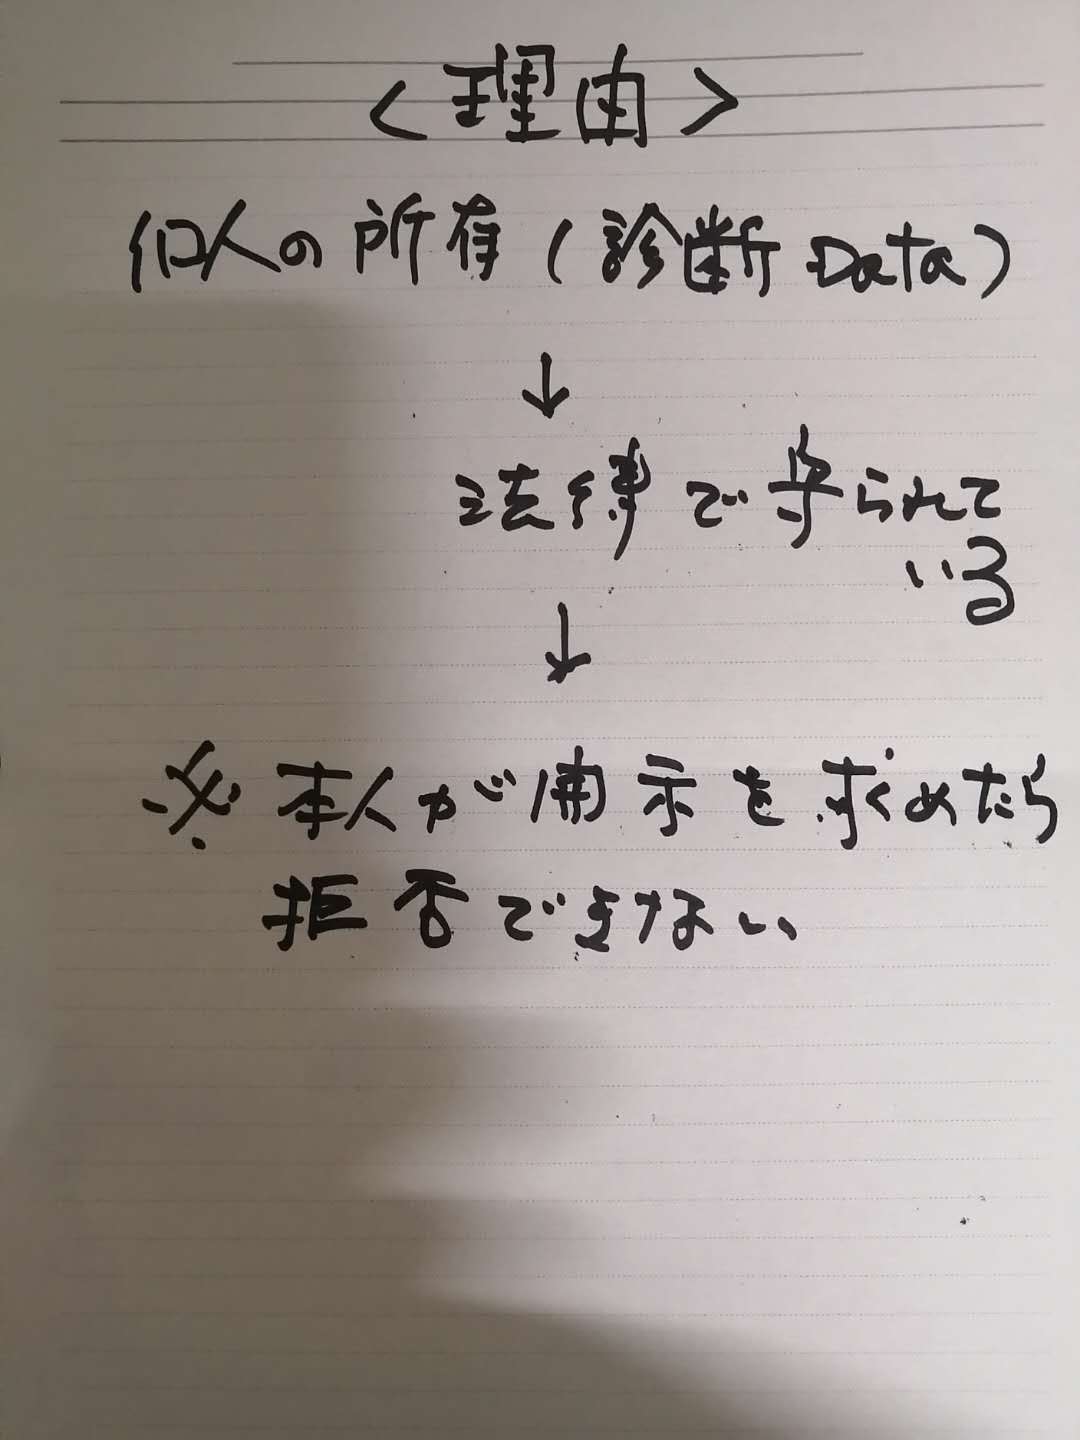 <理由>
個人の所有(診断Data)
↓
法律で守られて
いる
↓
※本人が開示を求めたら
拒否できない